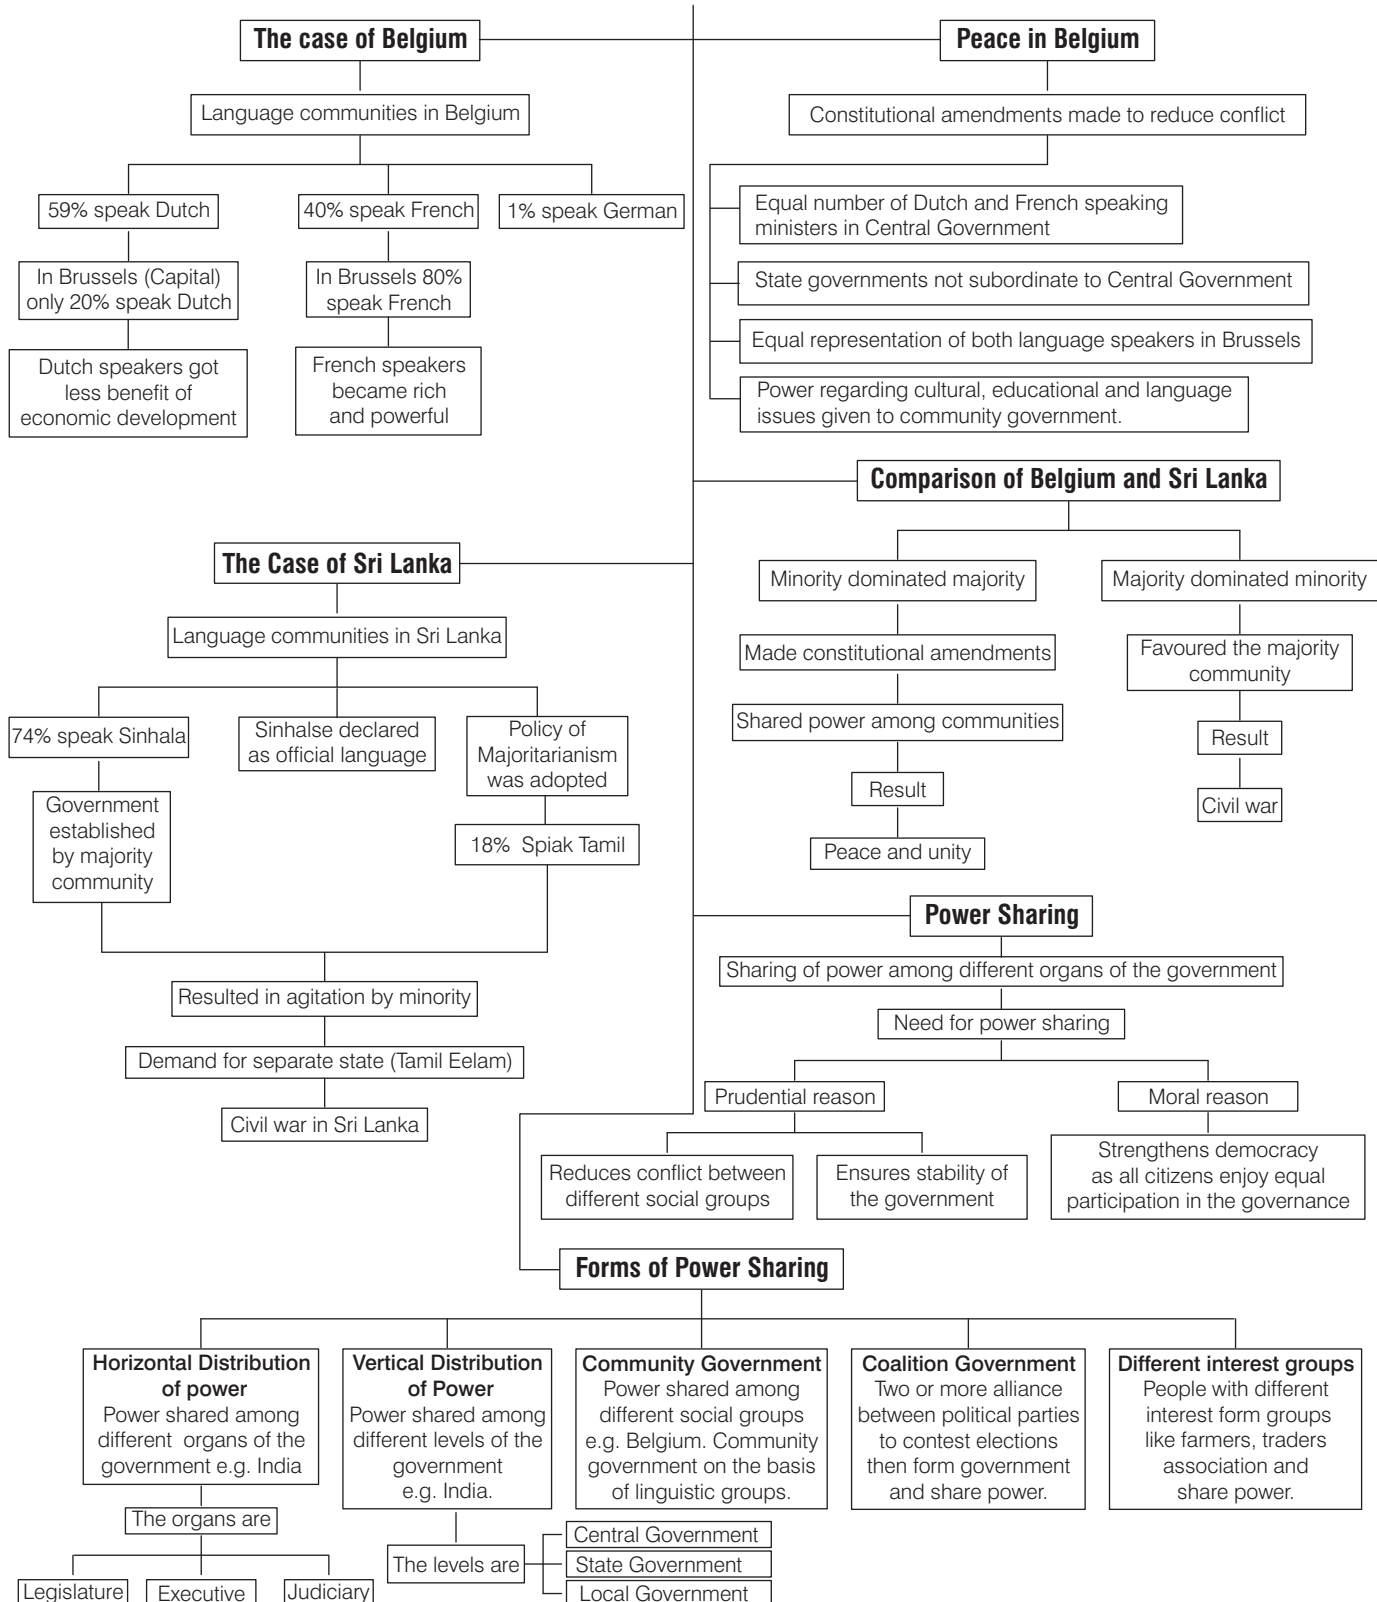 The case of Belgium
Language communities in Belgium
59% speak Dutch
40% speak French
1% speak German
In Brussels (Capital)
only 20% speak Dutch
In Brussels 80%
speak French
Dutch speakers got
less benefit of
economic development
French speakers
became rich
and powerful
Peace in Belgium
Constitutional amendments made to reduce conflict
Equal number of Dutch and French speaking
ministers in Central Government
State governments not subordinate to Central Government
Equal representation of both language speakers in Brussels
Power regarding cultural, educational and language
issues given to community government.
The Case of Sri Lanka
Language communities in Sri Lanka
74% speak Sinhala
Sinhalse declared
as official language
Policy of
Majoritarianism
was adopted
Government
established
by majority
community
18% Spiak Tamil
Resulted in agitation by minority
Demand for separate state (Tamil Eelam)
Civil war in Sri Lanka
Comparison of Belgium and Sri Lanka
Minority dominated majority
Majority dominated minority
Made constitutional amendments
Favoured the majority
community
Shared power among communities
Result
Result
Civil war
Peace and unity
Power Sharing
Sharing of power among different organs of the government
Need for power sharing
Prudential reason
Moral reason
Reduces conflict between
different social groups
Ensures stability of
the government
Strengthens democracy
as all citizens enjoy equal
participation in the governance
Forms of Power Sharing
Horizontal Distribution
of power
Power shared among
different organs of the
government e.g. India
The organs are
Legislature
Executive
Judiciary
Vertical Distribution
of Power
Power shared among
different levels of the
government
e.g. India.
The levels are
Central Government
State Government
Local Government
Community Government
Power shared among
different social groups
e.g. Belgium. Community
government on the basis
of linguistic groups.
Coalition Government
Two or more alliance
between political parties
to contest elections
then form government
and share power.
Different interest groups
People with different
interest form groups
like farmers, traders
association and
share power.